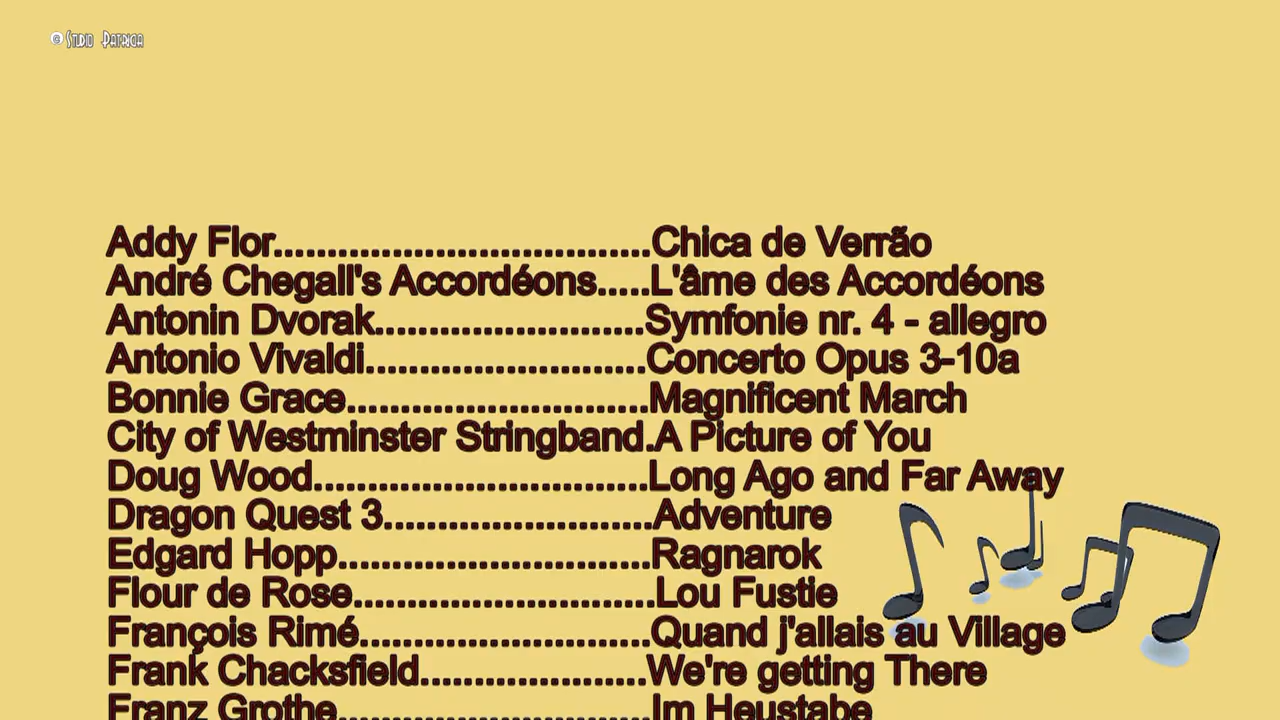 © Studio Patricia
Addy Flor...................................Chica de Verrão
André Chegall's Accordéons.....L'âme des Accordéons
Antonin Dvorak.........................Symfonie nr. 4 - allegro
Antonio Vivaldi..........................Concerto Opus 3-10a
Bonnie Grace............................Magnificent March
City of Westminster Stringband.A Picture of You
Doug Wood...............................Long Ago and Far Away
Dragon Quest 3.........................Adventure
Edgard Hopp.............................Ragnarok
Flour de Rose............................Lou Fustie
François Rimé...........................Quand j'allais au Village
Frank Chacksfield.....................We're getting There
Franz Grothe.............................Im Heustabe